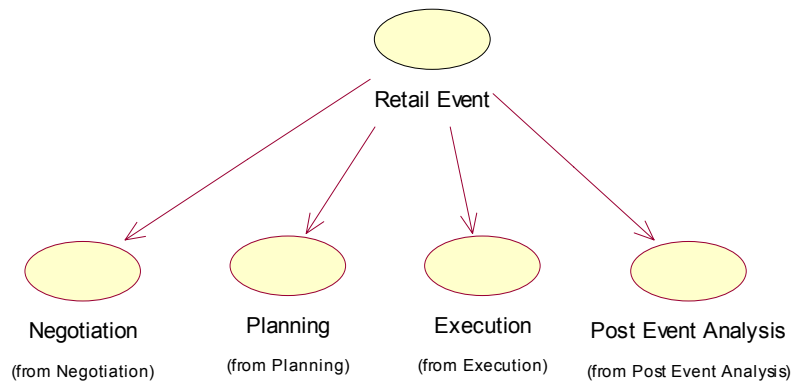 Retail Event
Negotiation
Planning
Execution
Post Event Analysis
(from Negotiation)
(from Planning)
(from Execution)
(from Post Event Analysis)